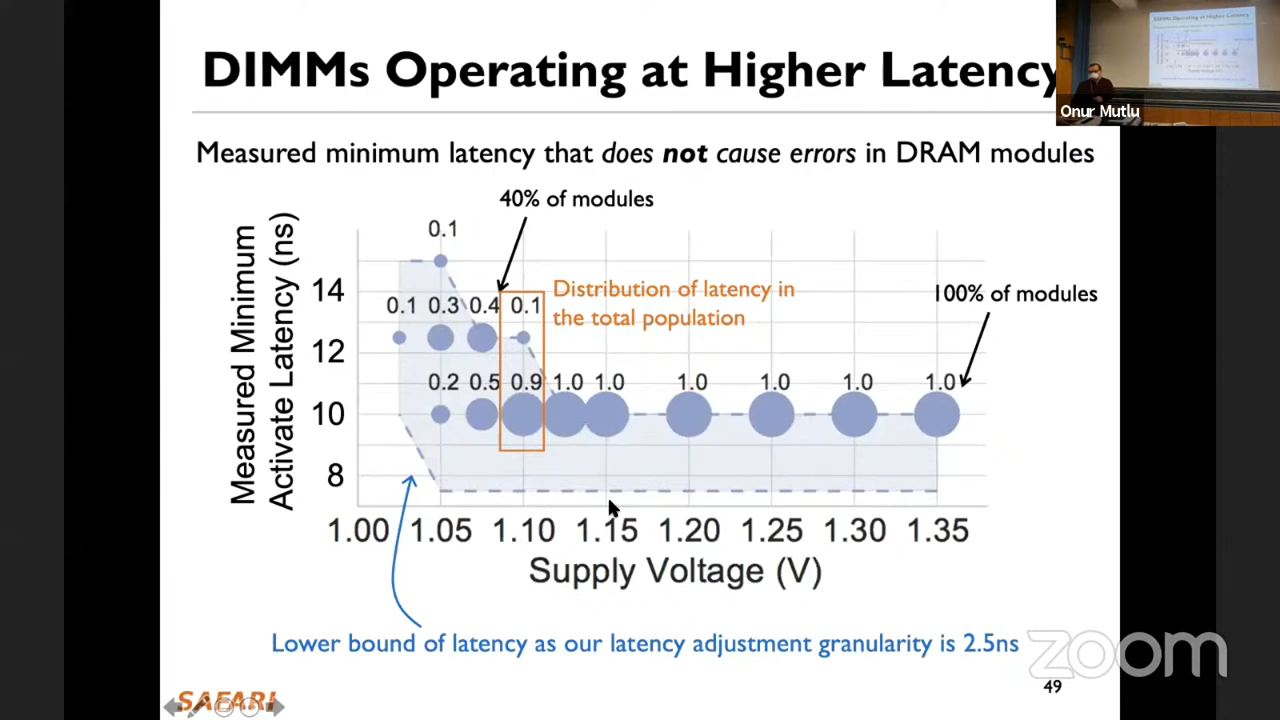 DIMMs Operating at Higher Latency
Onur Mutlu
Measured minimum latency that does not cause errors in DRAM modules
40% of modules
100% of modules
Distribution of latency in
the total population
Measured Minimum
Activate Latency (ns)
14
12
10
8
0.1
0.1 0.3 0.4 0.1
0.2 0.5 0.9 1.0 1.0 1.0 1.0 1.0 1.0
1.00 1.05 1.10 1.15 1.20 1.25 1.30 1.35
Supply Voltage (V)
Lower bound of latency as our latency adjustment granularity is 2.5ns
zoom
SAFARI
49